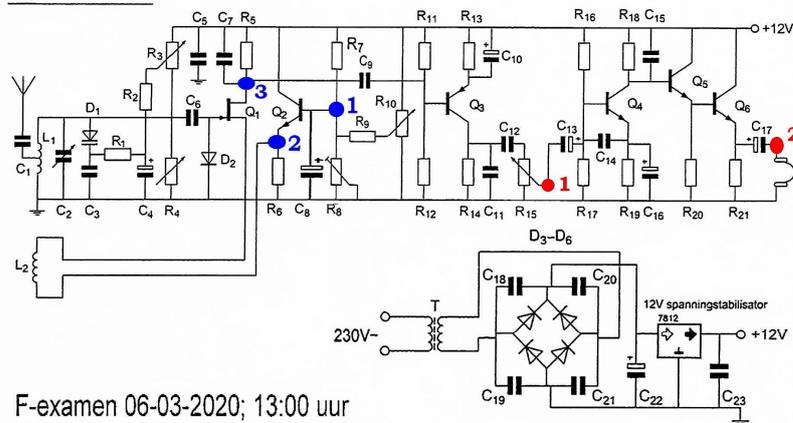 C5 C7 R5 R11 R13 R16 R18 C15 +12V
R3 R7 C10
D1 R2 C6 3 C9 Q5
Q1 Q2 1 R10 Q3 Q4 Q6
L1 R1 D2 2 R9 C12 C13 C14 C17 2
C1 1
C2 C3 C4 R4 R6 C8 R8 R12 R14 C11 R15 R17 R19 C16 R20 R21
D3~D6
L2
C18 C20
T 12V spanningstabilisator
7812
230V~ +12V
C19 C21 C22 C23
F-examen 06-03-2020; 13:00 uur